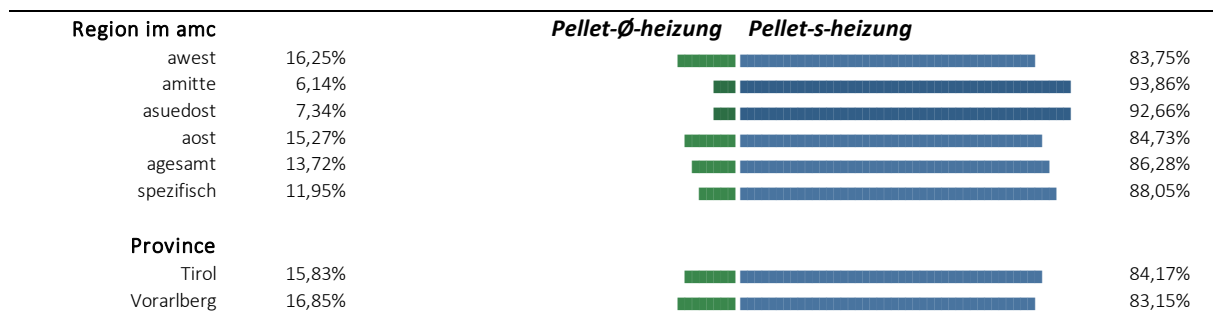 Region im amc Pellet-Ø-heizung Pellet-s-heizung
awest 16,25% 83,75%
amitte 6,14% 93,86%
asuedost 7,34% 92,66%
aost 15,27% 84,73%
agesamt 13,72% 86,28%
spezifisch 11,95% 88,05%
Province
Tirol 15,83% 84,17%
Vorarlberg 16,85% 83,15%